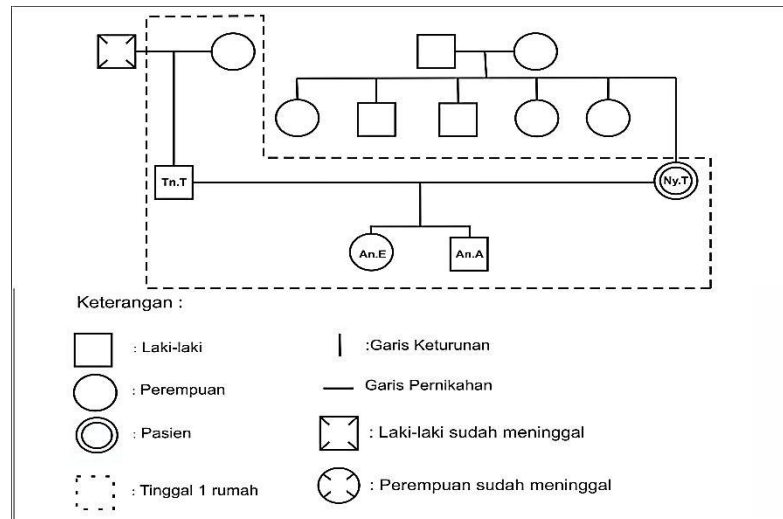 Tn.T
Ny.T
An.E
An.A
Keterangan :
: Laki-laki
:Garis Keturunan
: Perempuan
Garis Pernikahan
: Pasien
: Laki-laki sudah meninggal
: Tinggal 1 rumah
: Perempuan sudah meninggal